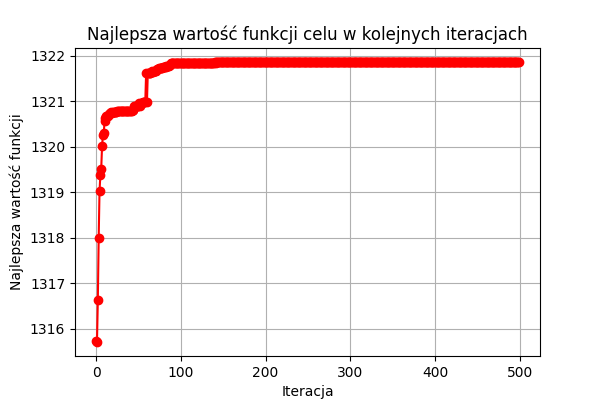 Najlepsza wartość funkcji celu w kolejnych iteracjach
Najlepsza wartość funkcji
1322
1321
1320
1319
1318
1317
1316
0 100 200 300 400 500
Iteracja